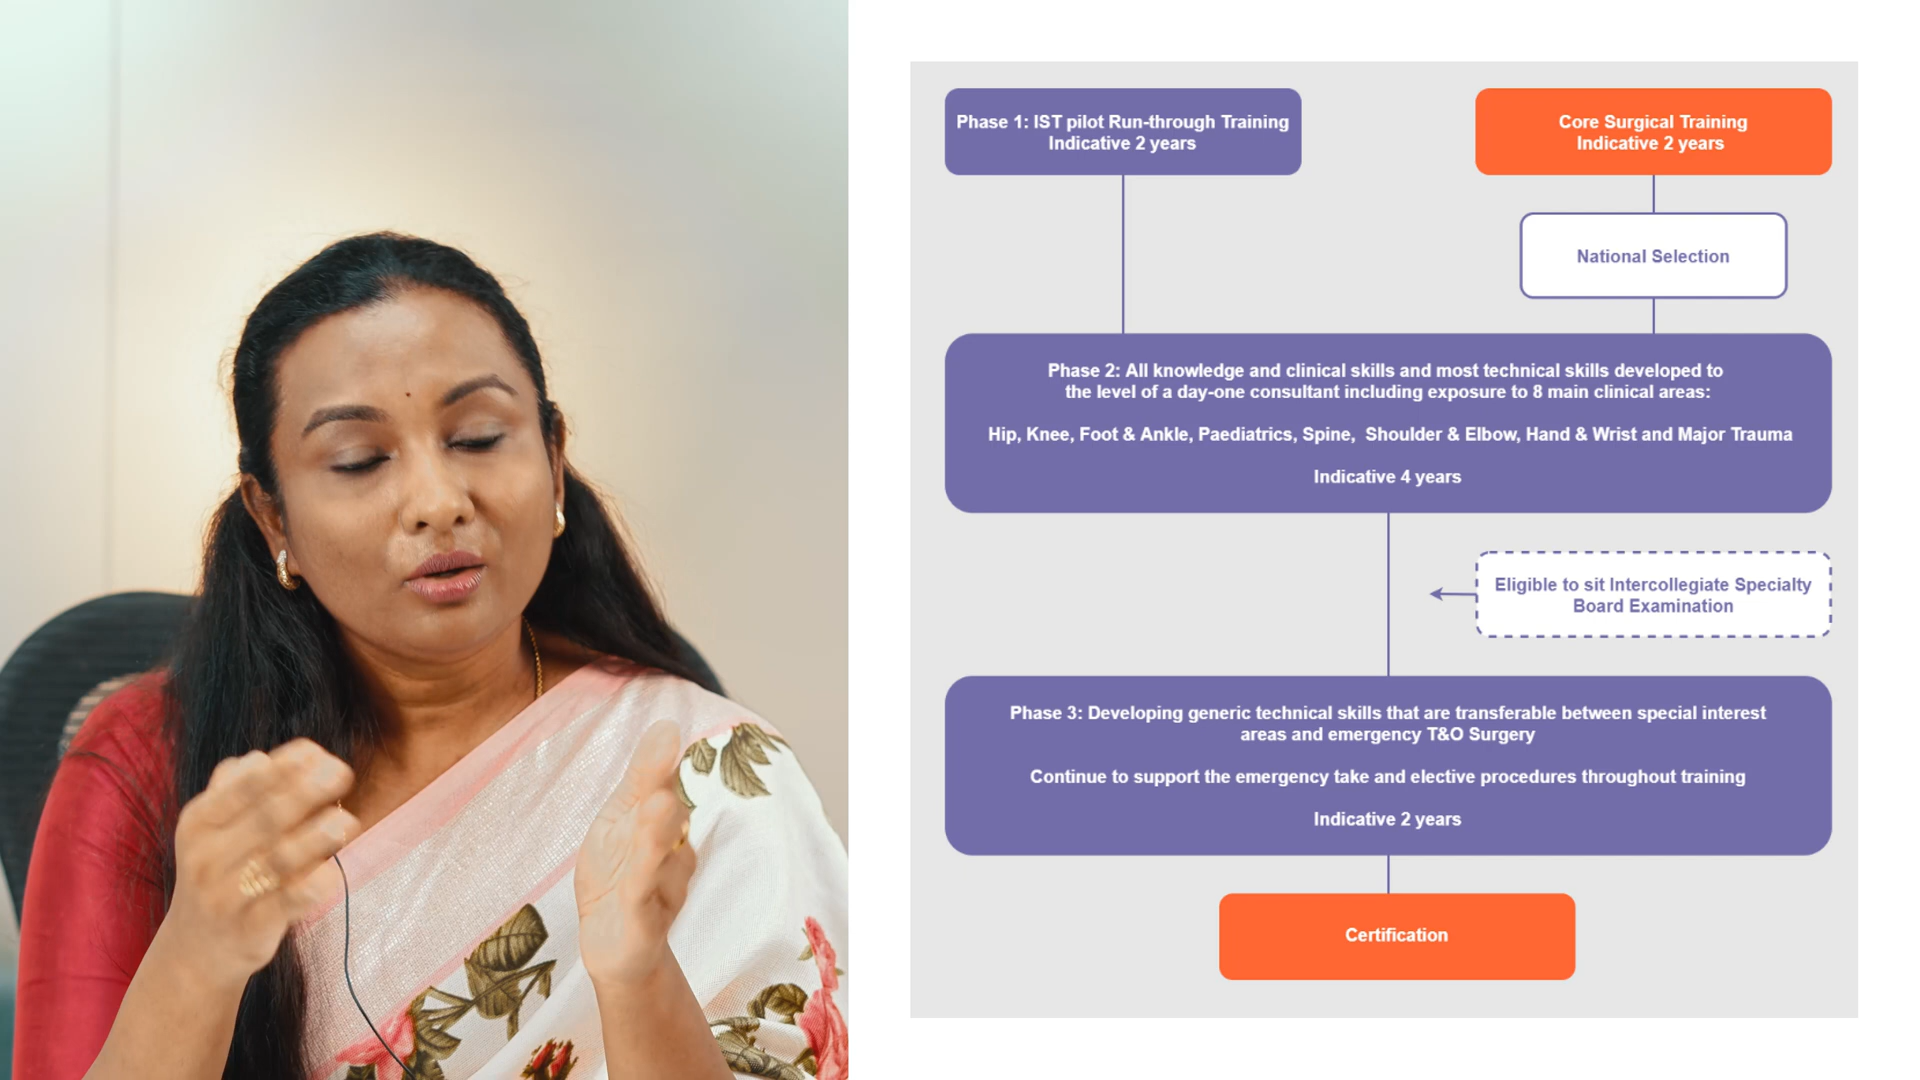 Phase 1: IST pilot Run-through Training
Indicative 2 years
Core Surgical Training
Indicative 2 years
National Selection
Phase 2: All knowledge and clinical skills and most technical skills developed to
the level of a day-one consultant including exposure to 8 main clinical areas:
Hip, Knee, Foot & Ankle, Paediatrics, Spine, Shoulder & Elbow, Hand & Wrist and Major Trauma
Indicative 4 years
Eligible to sit Intercollegiate Specialty
Board Examination
Phase 3: Developing generic technical skills that are transferable between special interest
areas and emergency T&O Surgery
Continue to support the emergency take and elective procedures throughout training
Indicative 2 years
Certification